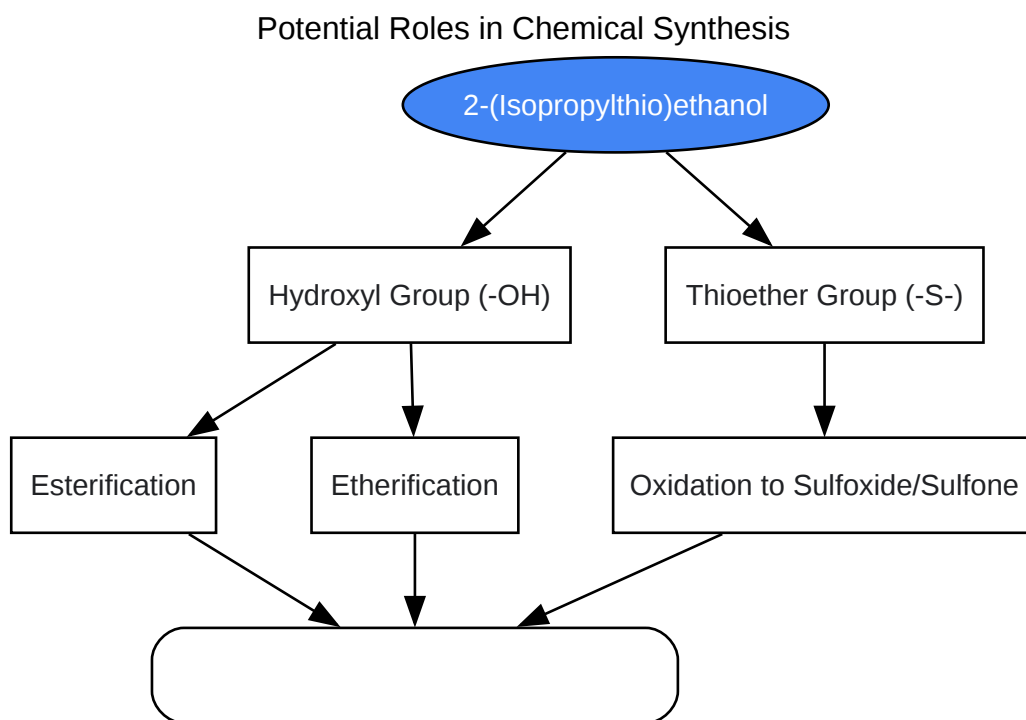 Potential Roles in Chemical Synthesis
2-(Isopropylthio)ethanol
Hydroxyl Group (-OH)
Thioether Group (-S-)
Esterification
Etherification
Oxidation to Sulfoxide/Sulfone